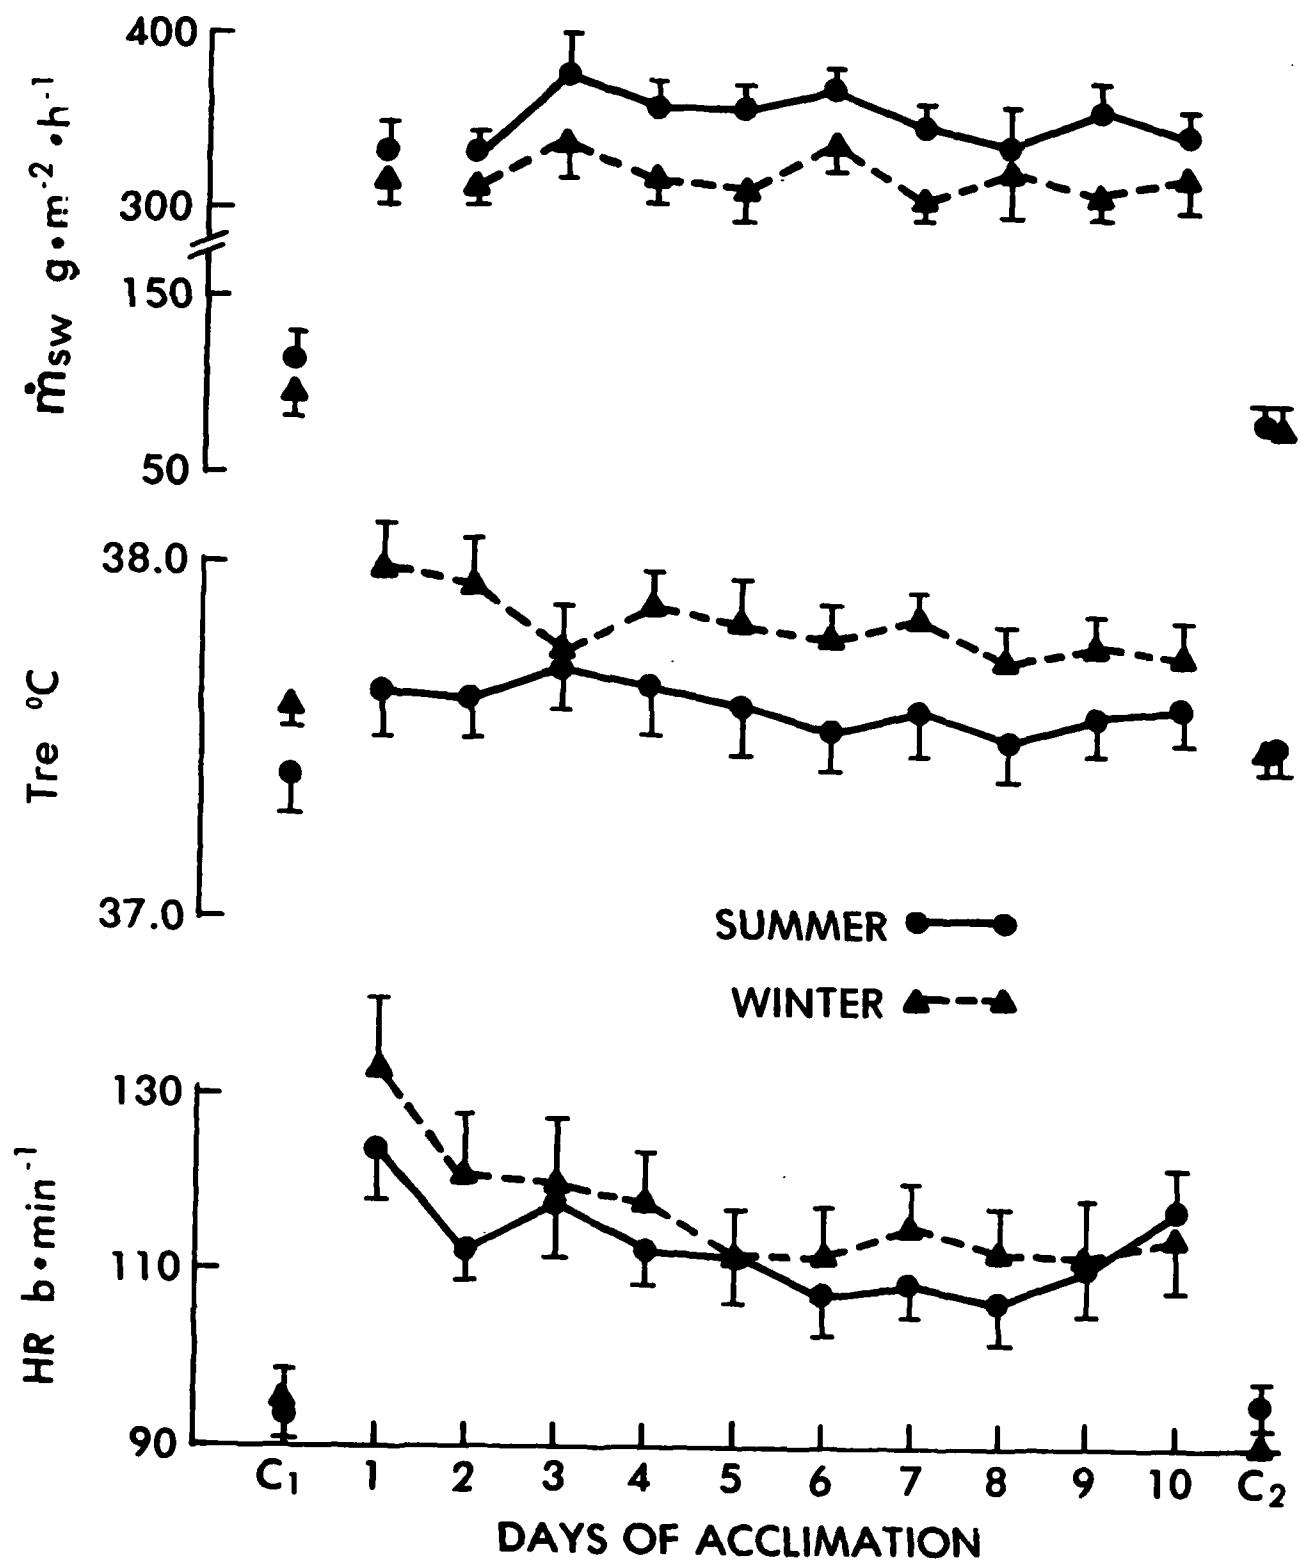 ṁsw g•m-2•h-1
400
300
150
50
Tre °C
38.0
37.0
SUMMER
WINTER
HR b•min-1
130
110
90
C1 1 2 3 4 5 6 7 8 9 10 C2
DAYS OF ACCLIMATION